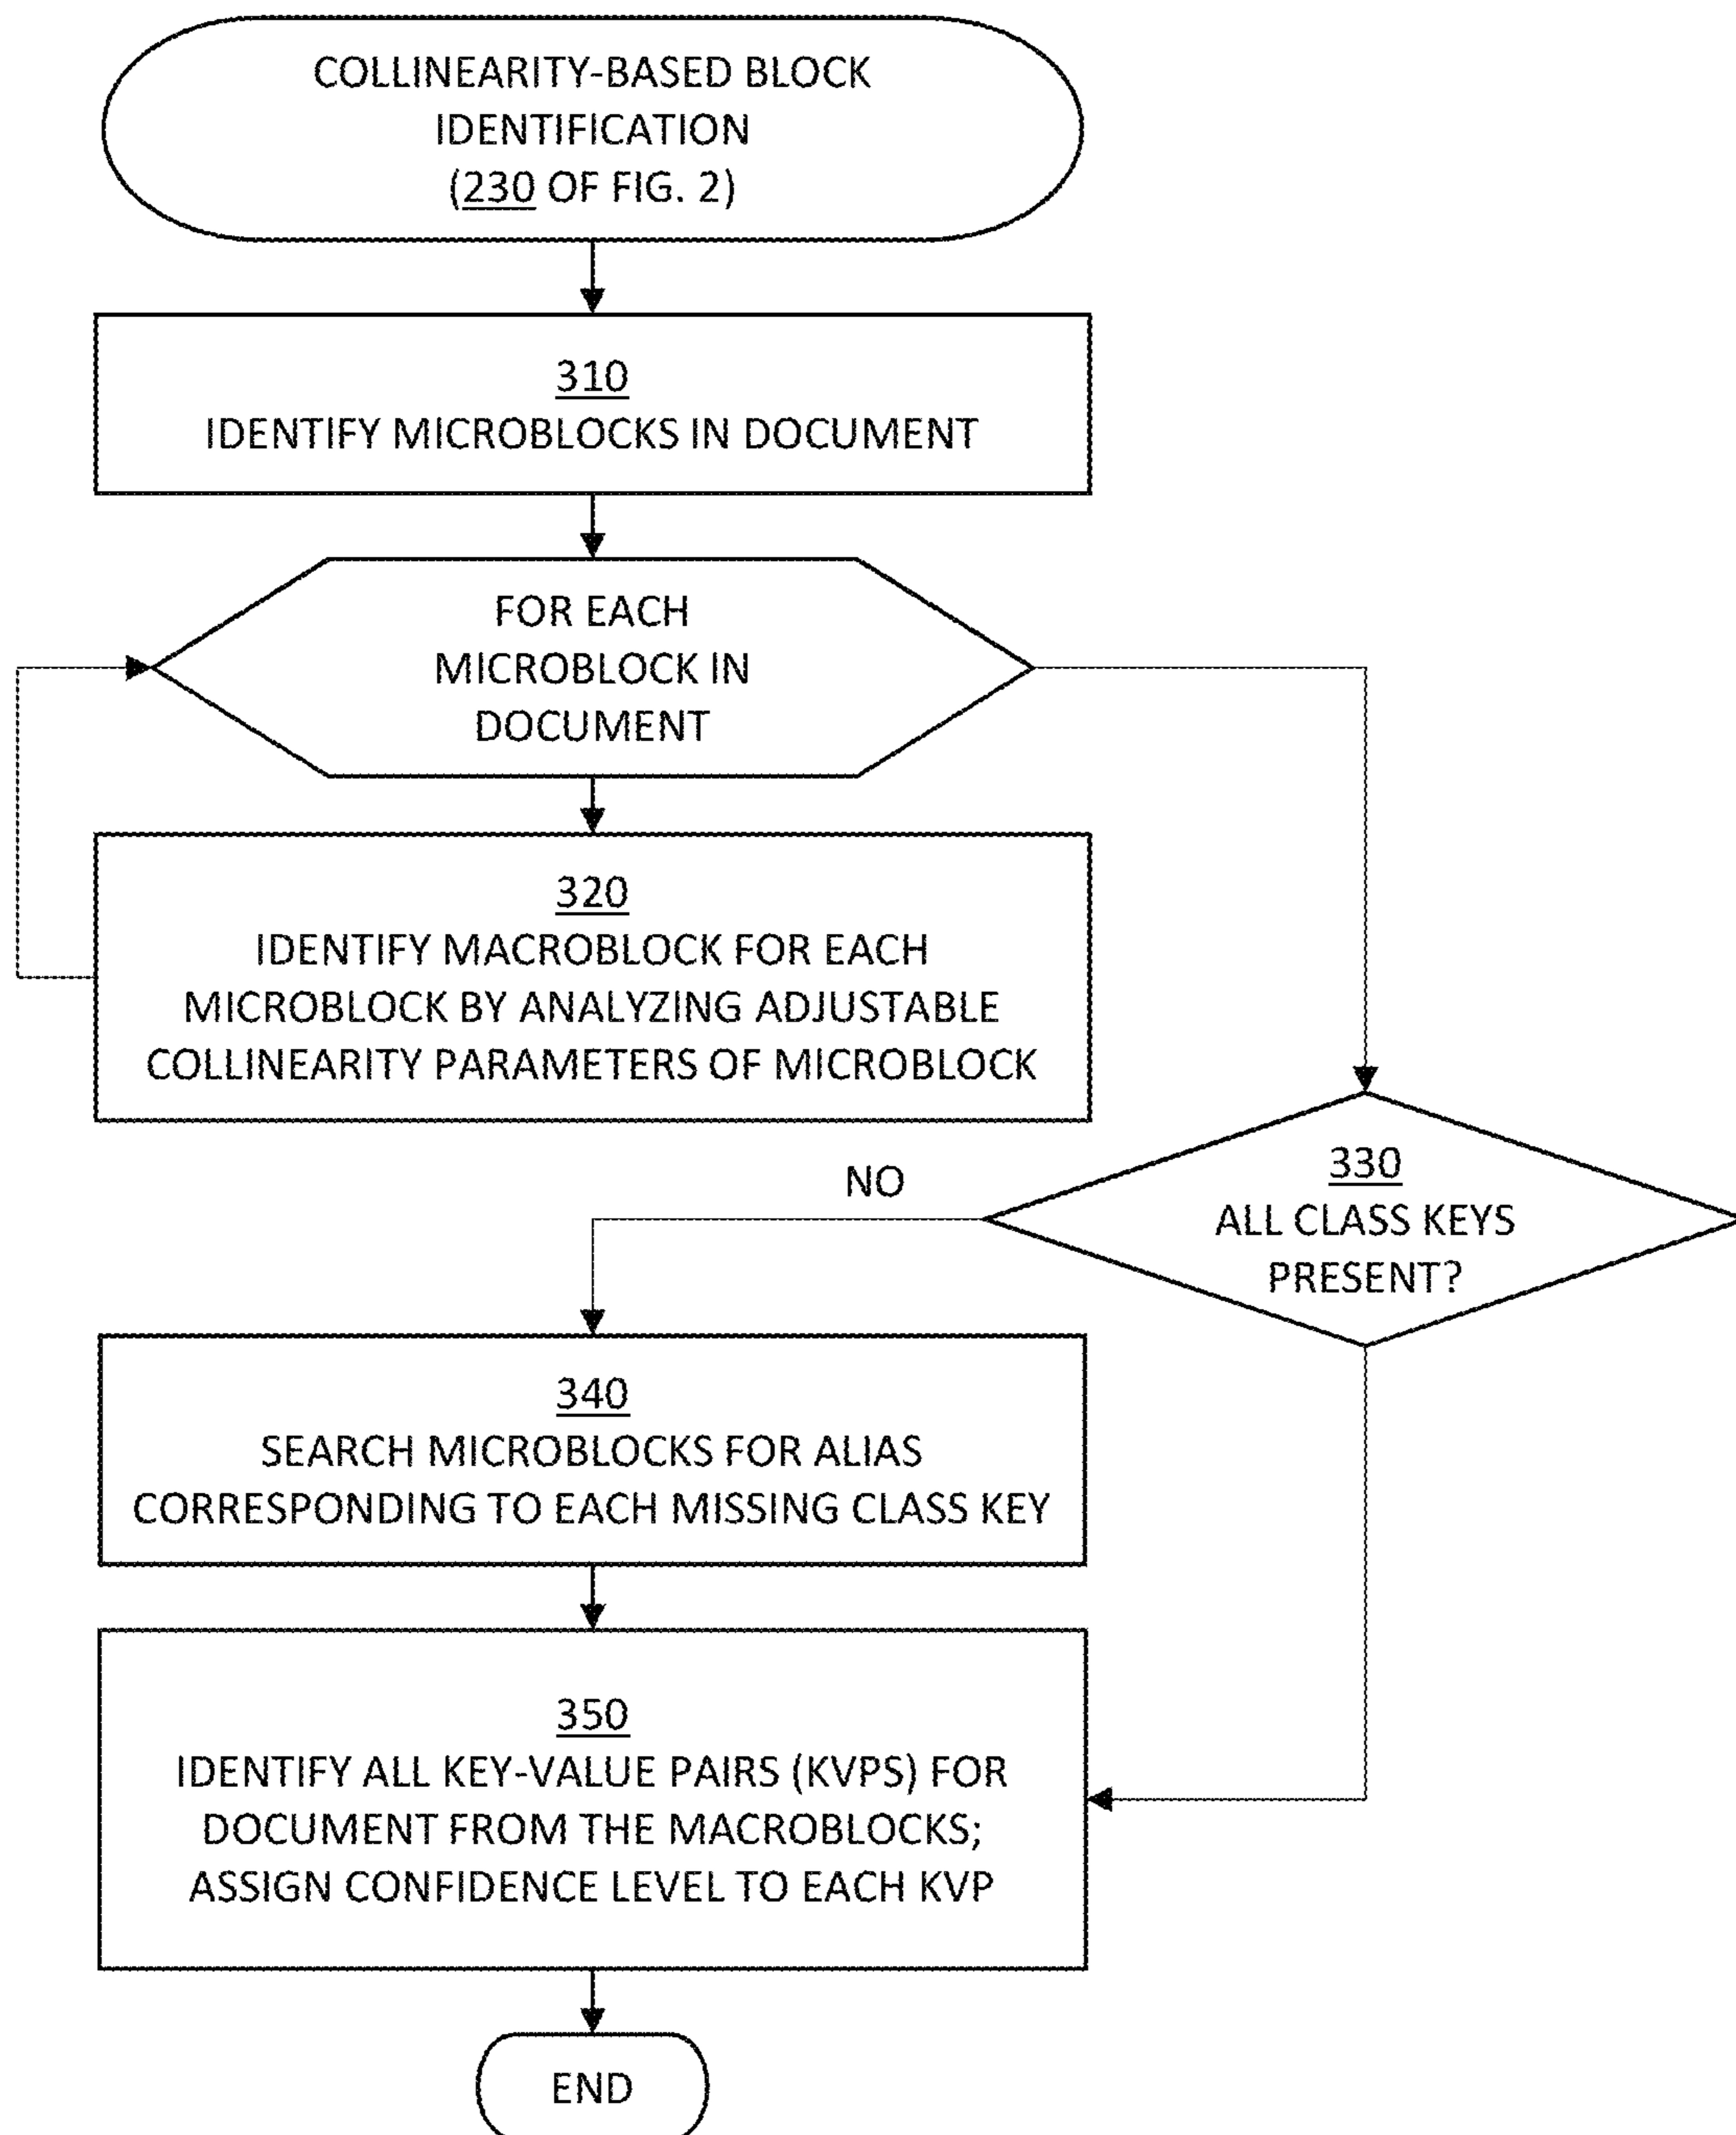 COLLINEARITY-BASED BLOCK
IDENTIFICATION
(230 OF FIG. 2)
310
IDENTIFY MICROBLOCKS IN DOCUMENT
FOR EACH
MICROBLOCK IN
DOCUMENT
320
IDENTIFY MACROBLOCK FOR EACH
MICROBLOCK BY ANALYZING ADJUSTABLE
COLLINEARITY PARAMETERS OF MICROBLOCK
330
ALL CLASS KEYS
PRESENT?
NO
340
SEARCH MICROBLOCKS FOR ALIAS
CORRESPONDING TO EACH MISSING CLASS KEY
350
IDENTIFY ALL KEY-VALUE PAIRS (KVPS) FOR
DOCUMENT FROM THE MACROBLOCKS;
ASSIGN CONFIDENCE LEVEL TO EACH KVP
END